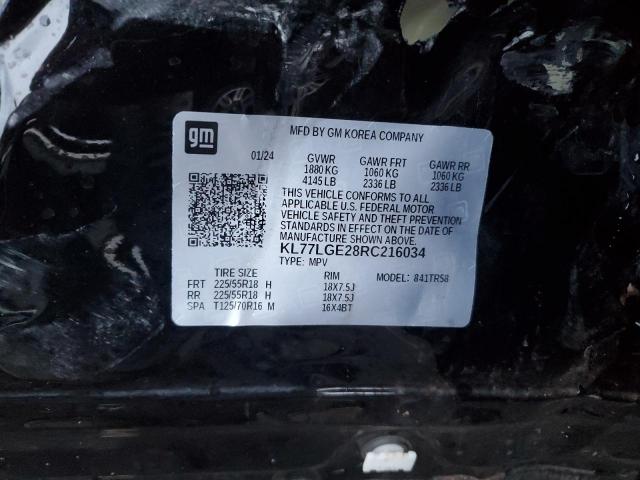 gm
MFD BY GM KOREA COMPANY
01/24
GVWR GAWR FRT GAWR RR
1880 KG 1060 KG 1060 KG
4145 LB 2336 LB 2336 LB
THIS VEHICLE CONFORMS TO ALL
APPLICABLE U.S. FEDERAL MOTOR
VEHICLE SAFETY AND THEFT PREVENTION
STANDARDS IN EFFECT ON THE DATE OF
MANUFACTURE SHOWN ABOVE.
KL77LGE28RC216034
TYPE: MPV
TIRE SIZE RIM MODEL: 841TR58
FRT 225/55R18 H 18X7.5J
RR 225/55R18 H 18X7.5J
SPA T125/70R16 M 16X4BT